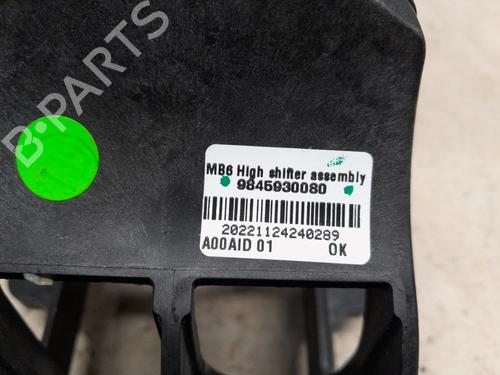 B-PARTS
MB6 High shifter assembly
9845930080
20221124240289
A00AID 01 OK